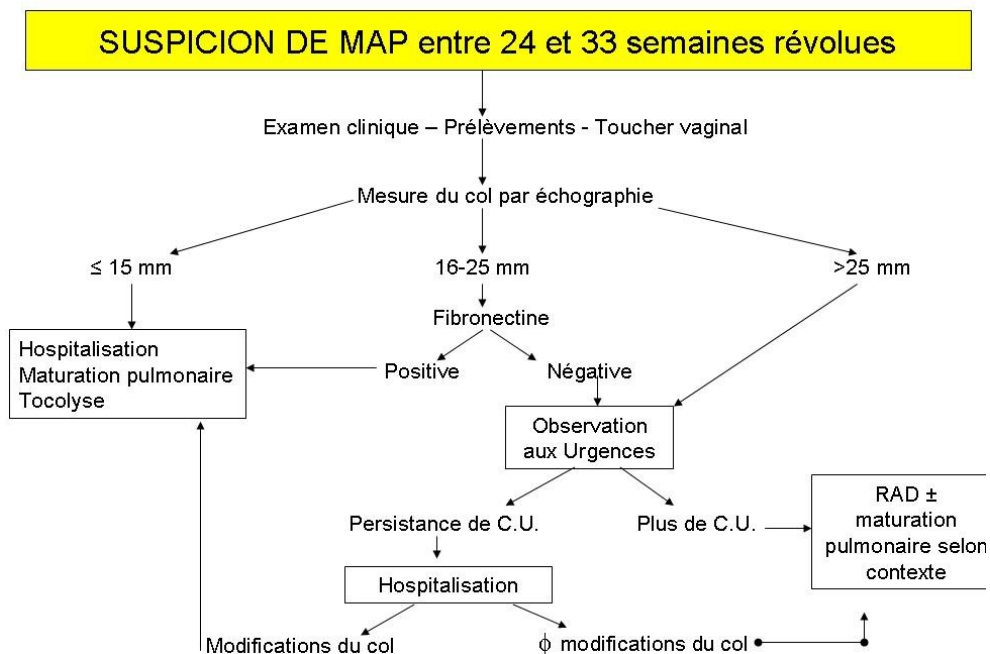 SUSPICION DE MAP entre 24 et 33 semaines révolues
Examen clinique – Prélèvements - Toucher vaginal
Mesure du col par échographie
≤ 15 mm
16-25 mm
>25 mm
Fibronectine
Hospitalisation
Maturation pulmonaire
Tocolyse
Positive
Négative
Observation
aux Urgences
Persistance de C.U.
Plus de C.U.
RAD ±
maturation
pulmonaire selon
contexte
Hospitalisation
Modifications du col
ϕ modifications du col